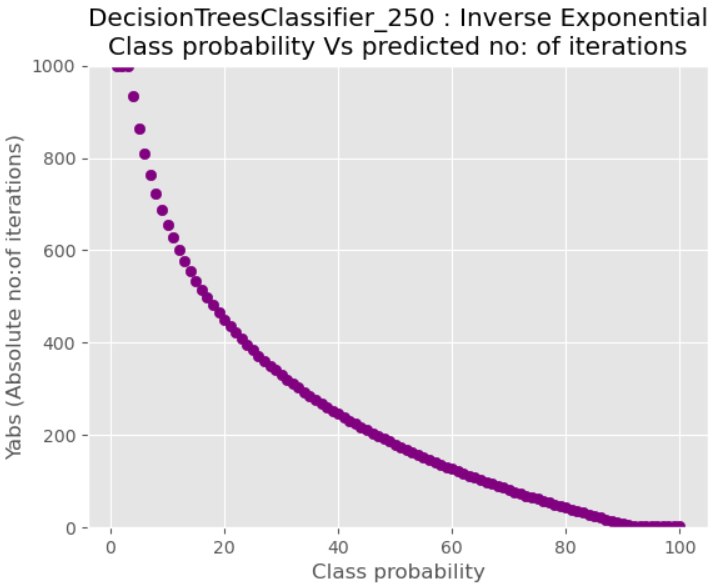 DecisionTreesClassifier_250 : Inverse Exponential
Class probability Vs predicted no: of iterations
1000
800
600
400
200
0
Yabs (Absolute no:of iterations)
0 20 40 60 80 100
Class probability